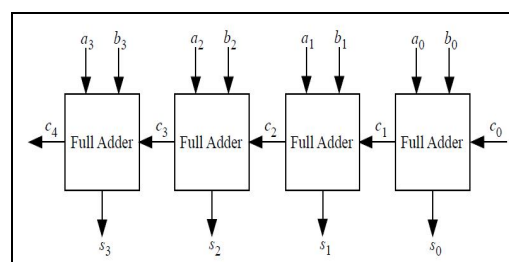 a3 b3 a2 b2 a1 b1 a0 b0
c4 Full Adder c3 Full Adder c2 Full Adder c1 Full Adder c0
s3 s2 s1 s0